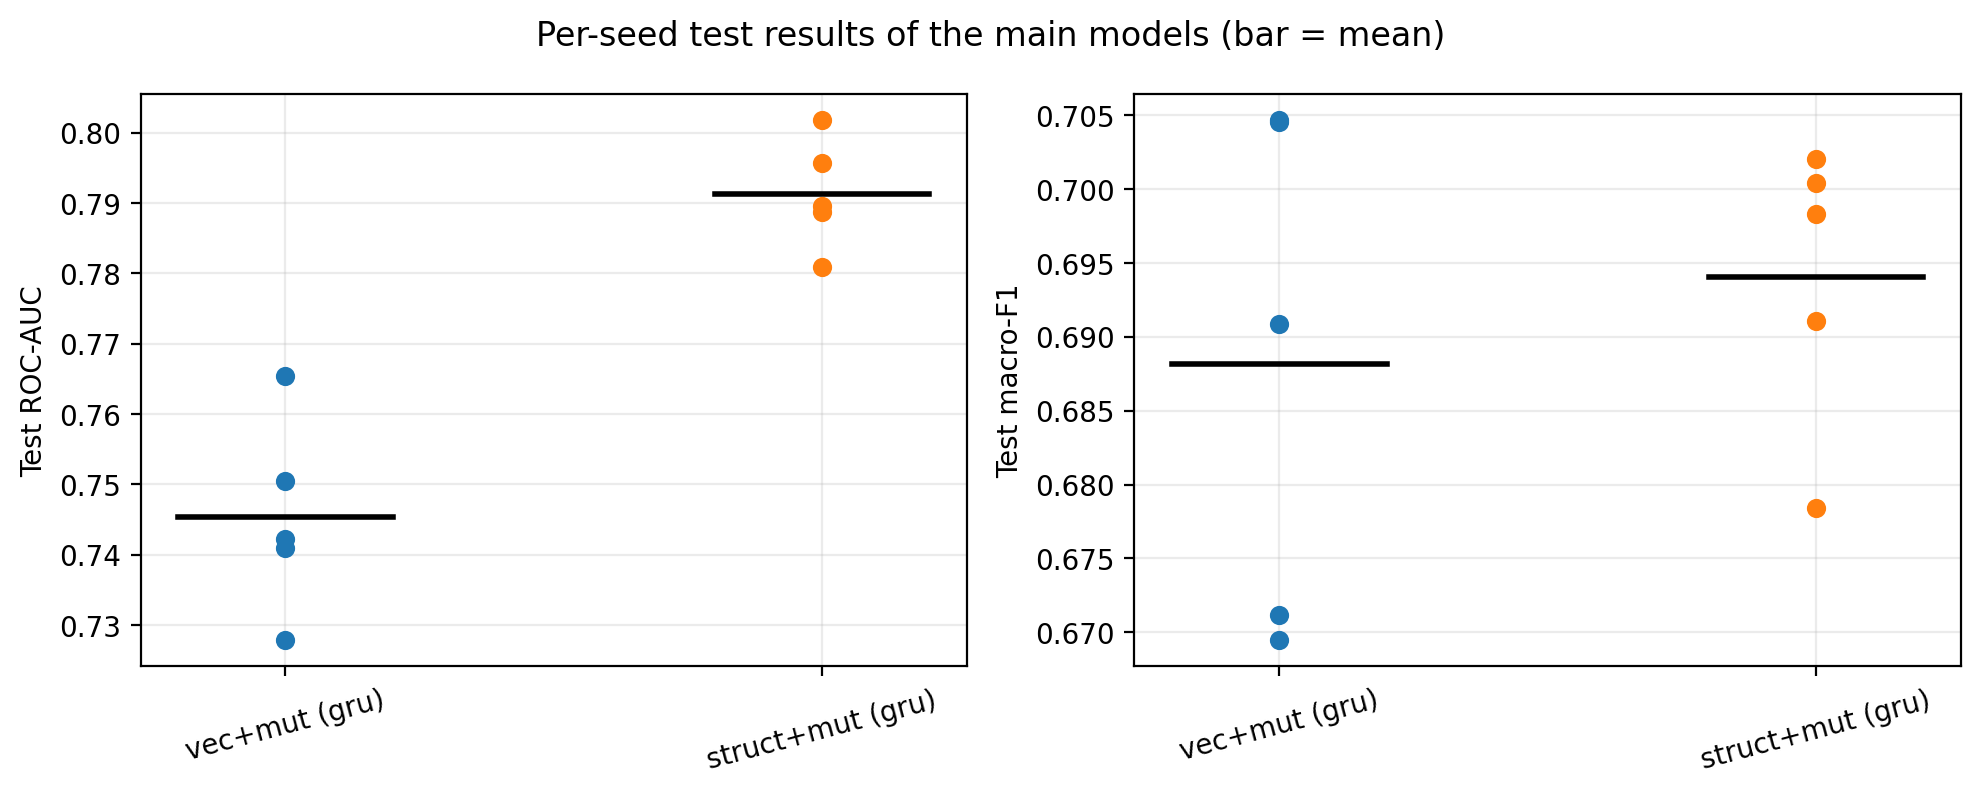 Per-seed test results of the main models (bar = mean)
Test ROC-AUC
0.80
0.79
0.78
0.77
0.76
0.75
0.74
0.73
vec+mut (gru)
struct+mut (gru)
Test macro-F1
0.705
0.700
0.695
0.690
0.685
0.680
0.675
0.670
vec+mut (gru)
struct+mut (gru)